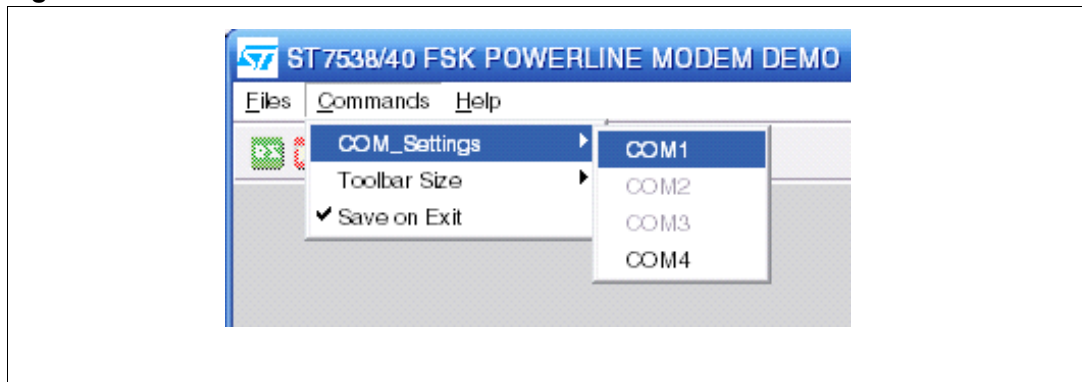 ST7538/40 FSK POWERLINE MODEM DEMO
Files Commands Help
COM_Settings
Toolbar Size
Save on Exit
COM1
COM2
COM3
COM4